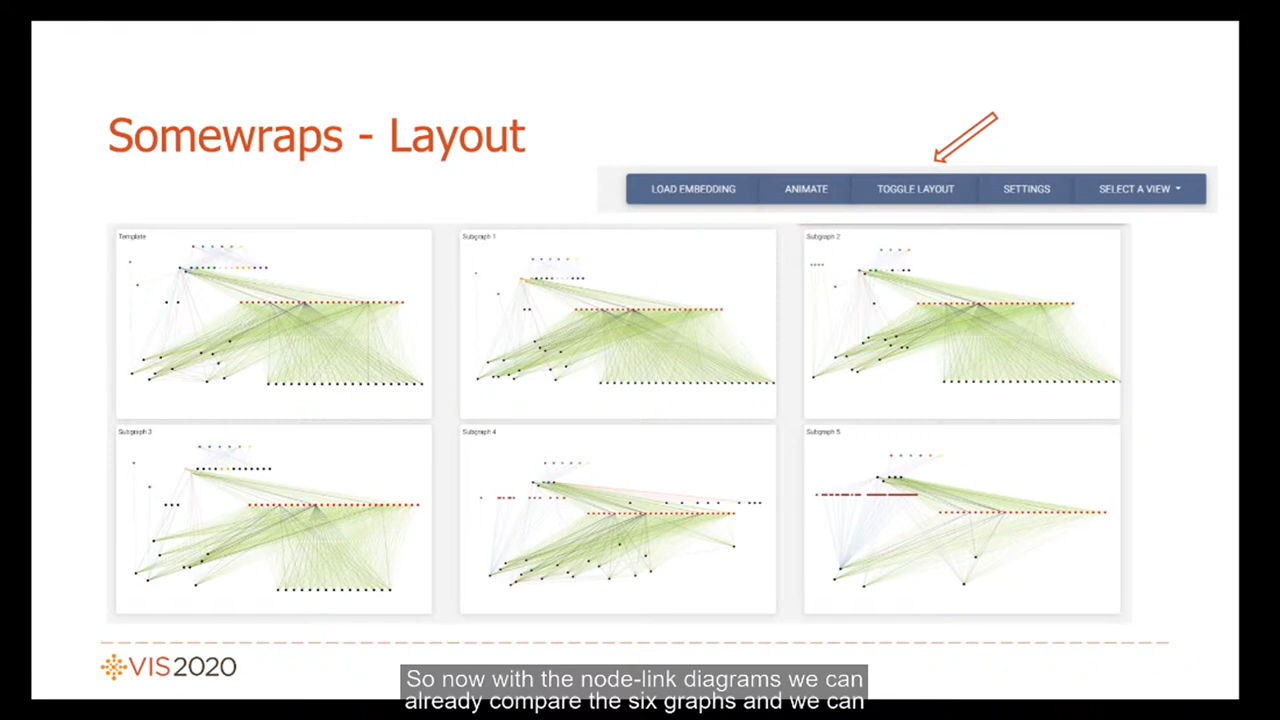 Somewraps - Layout
LOAD EMBEDDING ANIMATE TOGGLE LAYOUT SETTINGS SELECT A VIEW
Template Subgraph 1 Subgraph 2
Subgraph 3 Subgraph 4 Subgraph 5
VIS2020
So now with the node-link diagrams we can
already compare the six graphs and we can